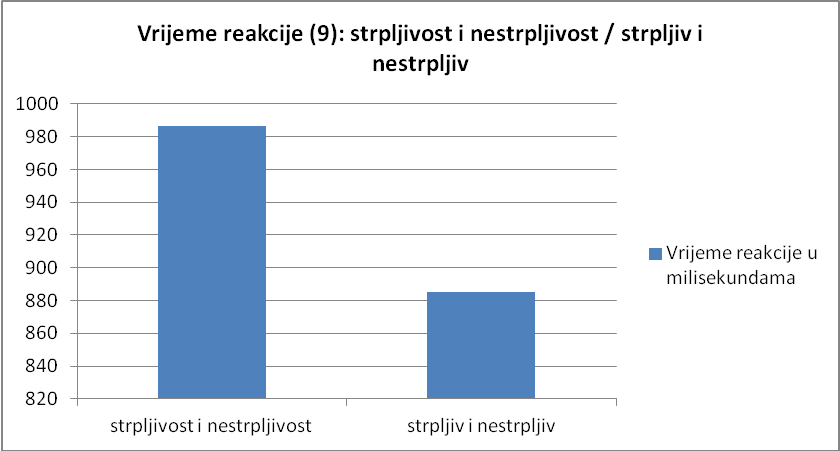 Vrijeme reakcije (9): strpljivost i nestrpljivost / strpljiv i
nestrpljiv
1000
980
960
940
920
900
880
860
840
820
strpljivost i nestrpljivost
strpljiv i nestrpljiv
Vrijeme reakcije u
milisekundama